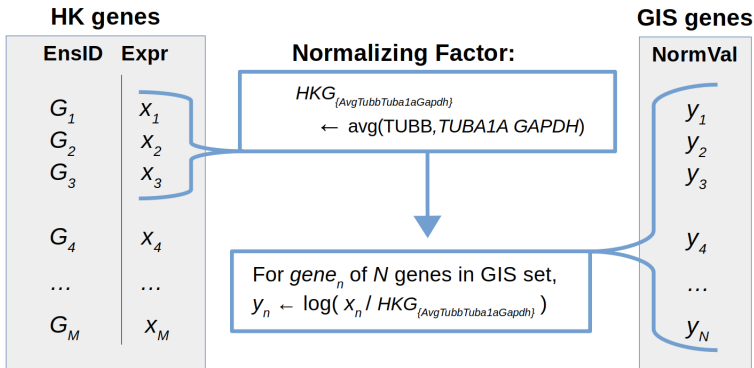 HK genes
EnsID Expr
G1 x1
G2 x2
G3 x3
G4 x4
... ...
GM xM
Normalizing Factor:
HKG{AvgTubbTuba1aGapdh}
← avg(TUBB,TUBA1A GAPDH)
For genen of N genes in GIS set,
yn ← log( xn / HKG{AvgTubbTuba1aGapdh} )
GIS genes
NormVal
y1
y2
y3
y4
...
yN